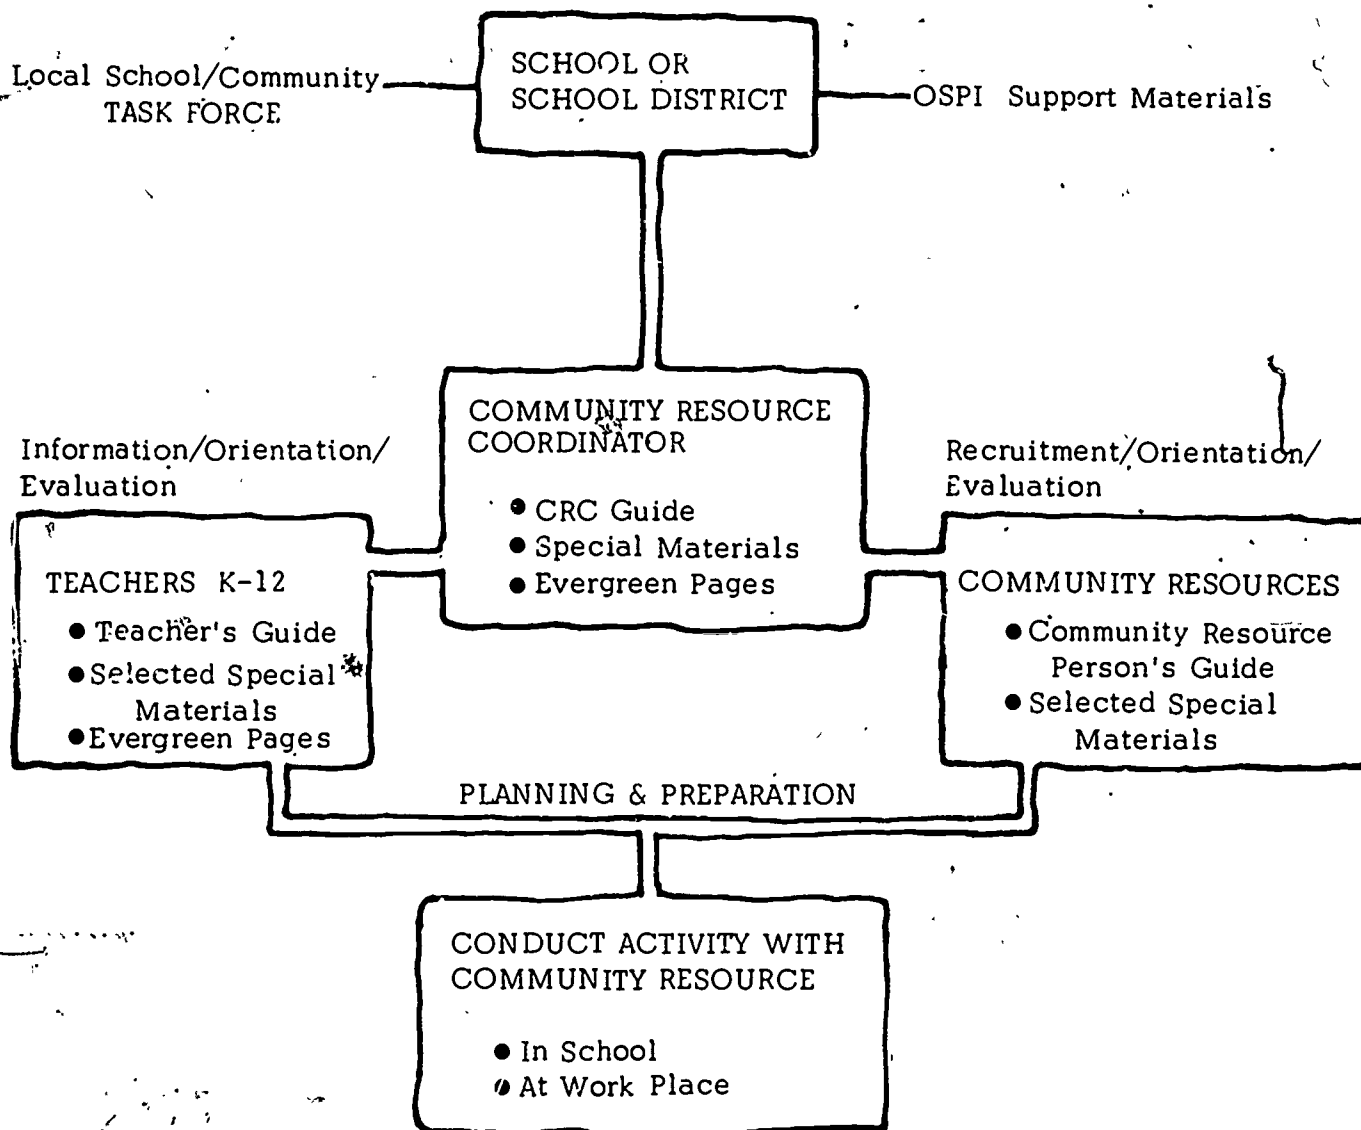 SCHOOL OR
SCHOOL DISTRICT
Local School/Community
TASK FORCE
OSPI Support Materials
COMMUNITY RESOURCE
COORDINATOR
● CRC Guide
● Special Materials
● Evergreen Pages
Information/Orientation/
Evaluation
Recruitment/Orientation/
Evaluation
TEACHERS K-12
● Teacher's Guide
● Selected Special
Materials
● Evergreen Pages
COMMUNITY RESOURCES
● Community Resource
Person's Guide
● Selected Special
Materials
PLANNING & PREPARATION
CONDUCT ACTIVITY WITH
COMMUNITY RESOURCE
● In School
● At Work Place